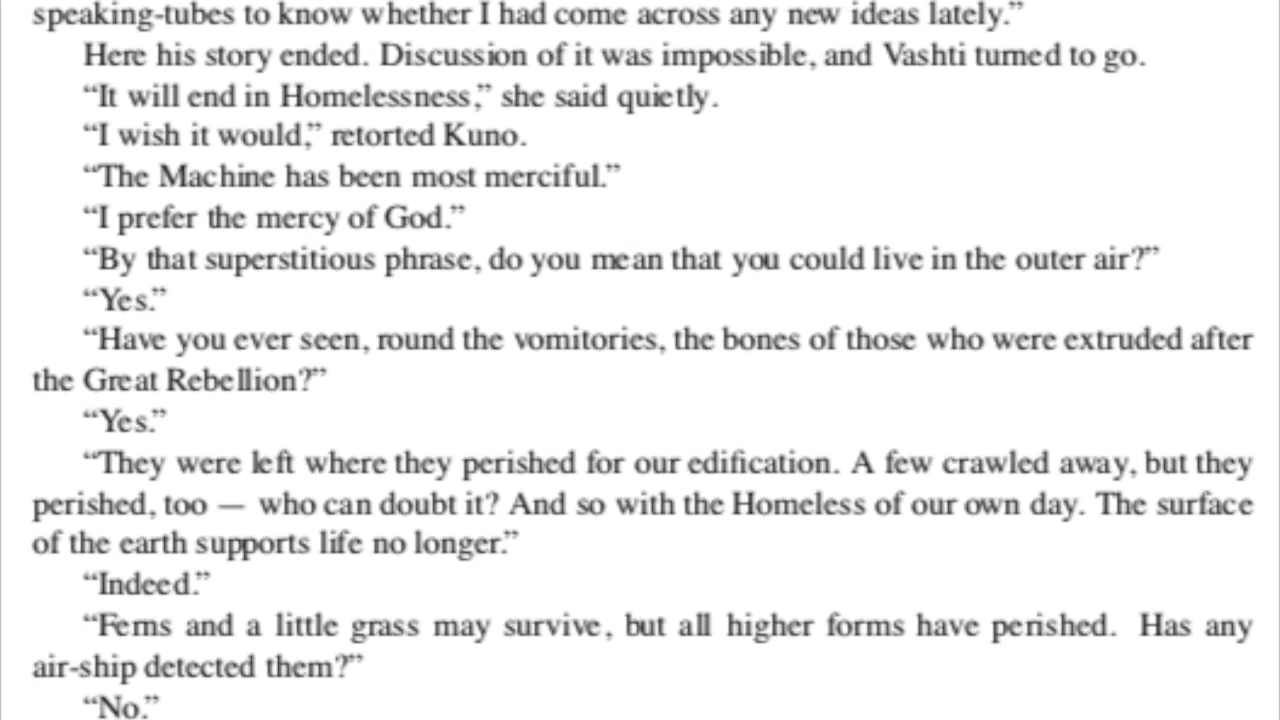 speaking-tubes to know whether I had come across any new ideas lately.”
Here his story ended. Discussion of it was impossible, and Vashti turned to go.
“It will end in Homelessness,” she said quietly.
“I wish it would,” retorted Kuno.
“The Machine has been most merciful.”
“I prefer the mercy of God.”
“By that superstitious phrase, do you mean that you could live in the outer air?”
“Yes.”
“Have you ever seen, round the vomitories, the bones of those who were extruded after
the Great Rebellion?”
“Yes.”
“They were left where they perished for our edification. A few crawled away, but they
perished, too — who can doubt it? And so with the Homeless of our own day. The surface
of the earth supports life no longer.”
“Indeed.”
“Ferns and a little grass may survive, but all higher forms have perished. Has any
air-ship detected them?”
“No.”